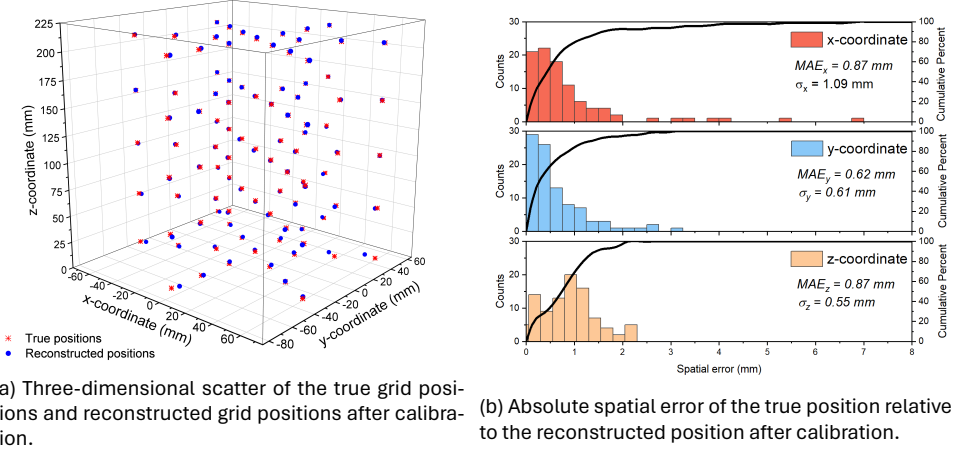 225
200
175
150
125
100
75
50
25
0
z-coordinate (mm)
-60
-40
-20
0
20
40
60
x-coordinate (mm)
-80
-60
-40
-20
0
20
40
60
y-coordinate (mm)
True positions
Reconstructed positions
a) Three-dimensional scatter of the true grid posi-
ions and reconstructed grid positions after calibra-
ion.
30
20
10
0
Counts
x-coordinate
MAEx = 0.87 mm
σx = 1.09 mm
100
80
60
40
20
0
Cumulative Percent
30
20
10
0
Counts
y-coordinate
MAEy = 0.62 mm
σy = 0.61 mm
100
80
60
40
20
0
Cumulative Percent
30
20
10
0
Counts
z-coordinate
MAEz = 0.87 mm
σz = 0.55 mm
100
80
60
40
20
0
Cumulative Percent
0 1 2 3 4 5 6 7 8
Spatial error (mm)
(b) Absolute spatial error of the true position relative
to the reconstructed position after calibration.